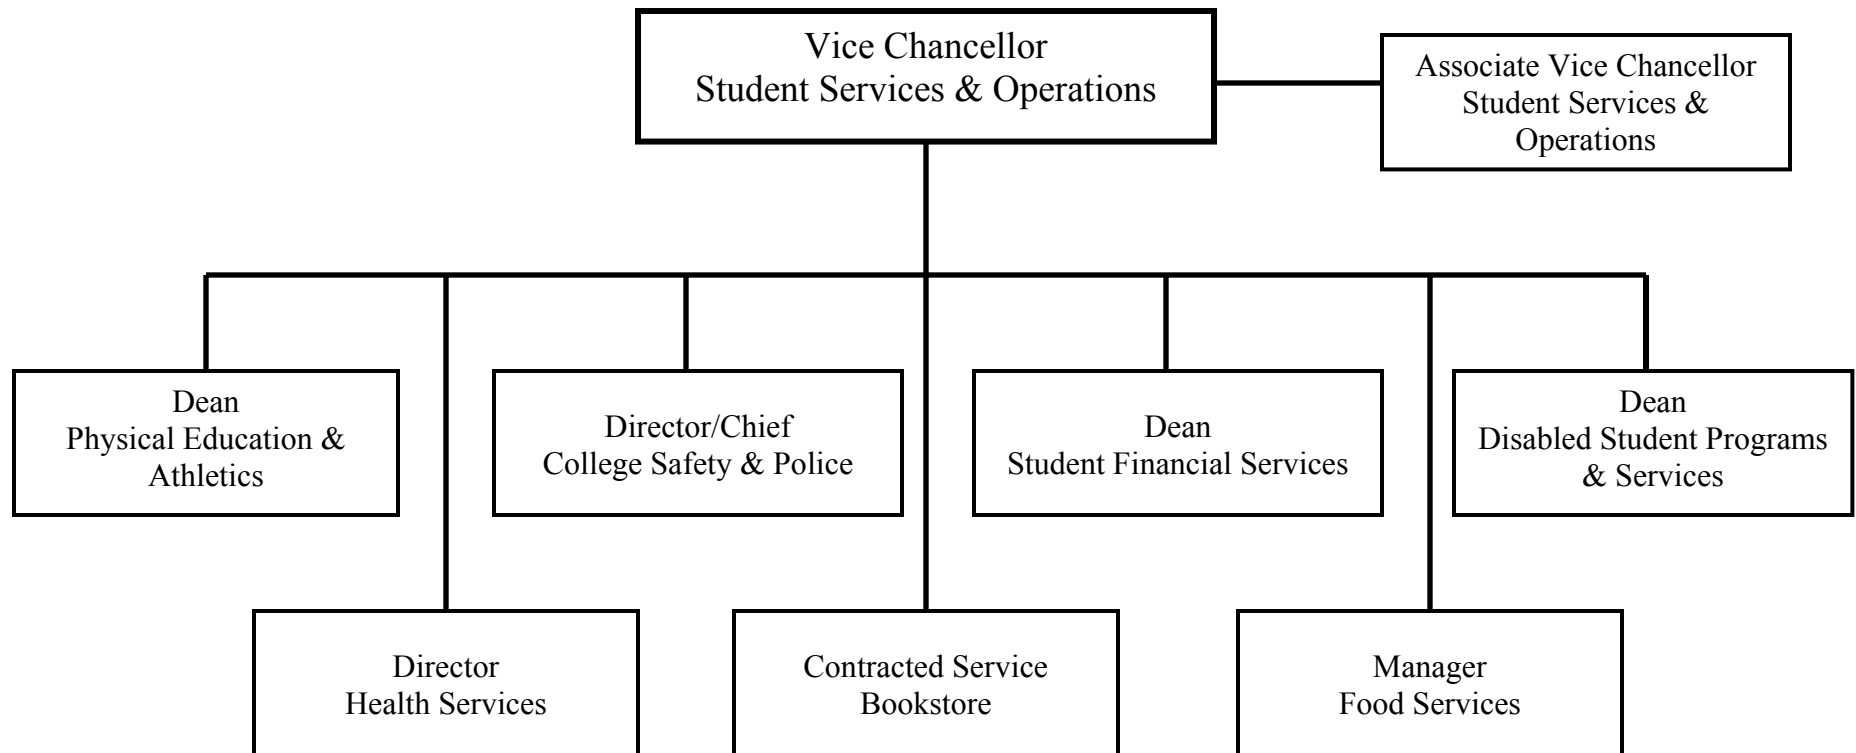 Vice Chancellor
Student Services & Operations
Associate Vice Chancellor
Student Services &
Operations
Dean
Physical Education &
Athletics
Director/Chief
College Safety & Police
Dean
Student Financial Services
Dean
Disabled Student Programs
& Services
Director
Health Services
Contracted Service
Bookstore
Manager
Food Services